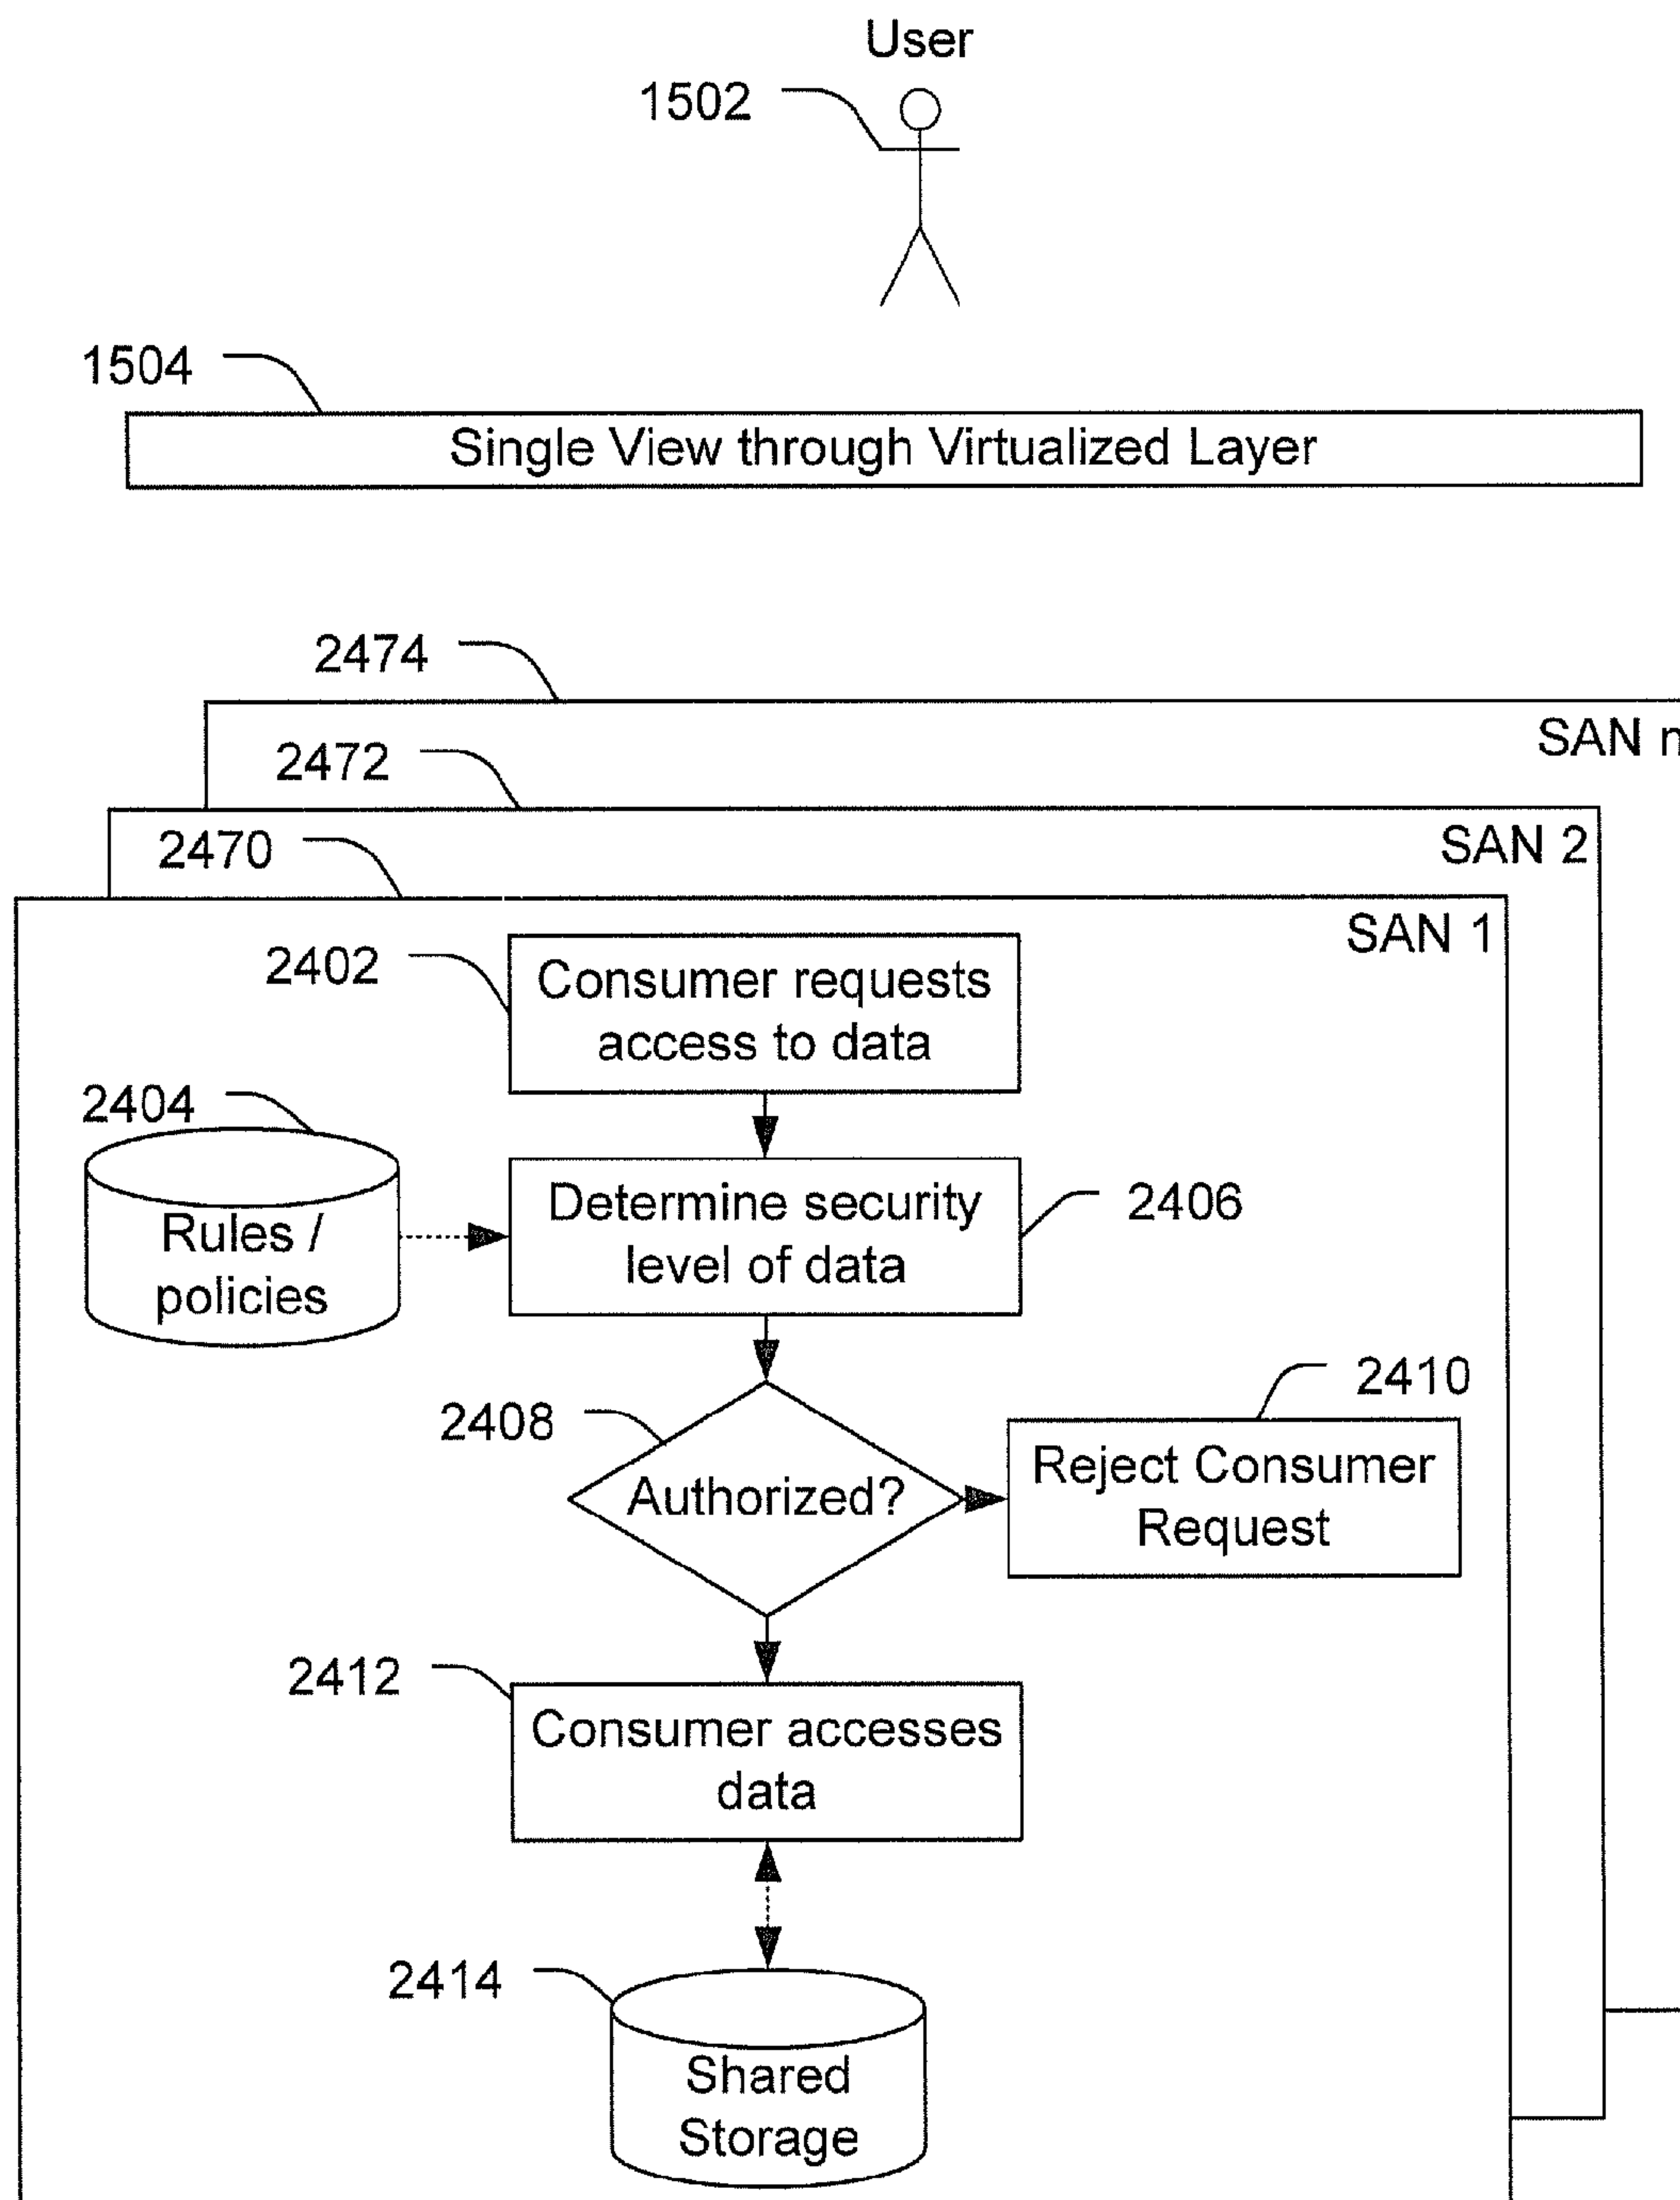 User
1502
1504
Single View through Virtualized Layer
2474
SAN n
2472
SAN 2
2470
SAN 1
2402
Consumer requests
access to data
2404
Rules /
policies
Determine security
level of data
2406
2408
Authorized?
2410
Reject Consumer
Request
2412
Consumer accesses
data
2414
Shared
Storage